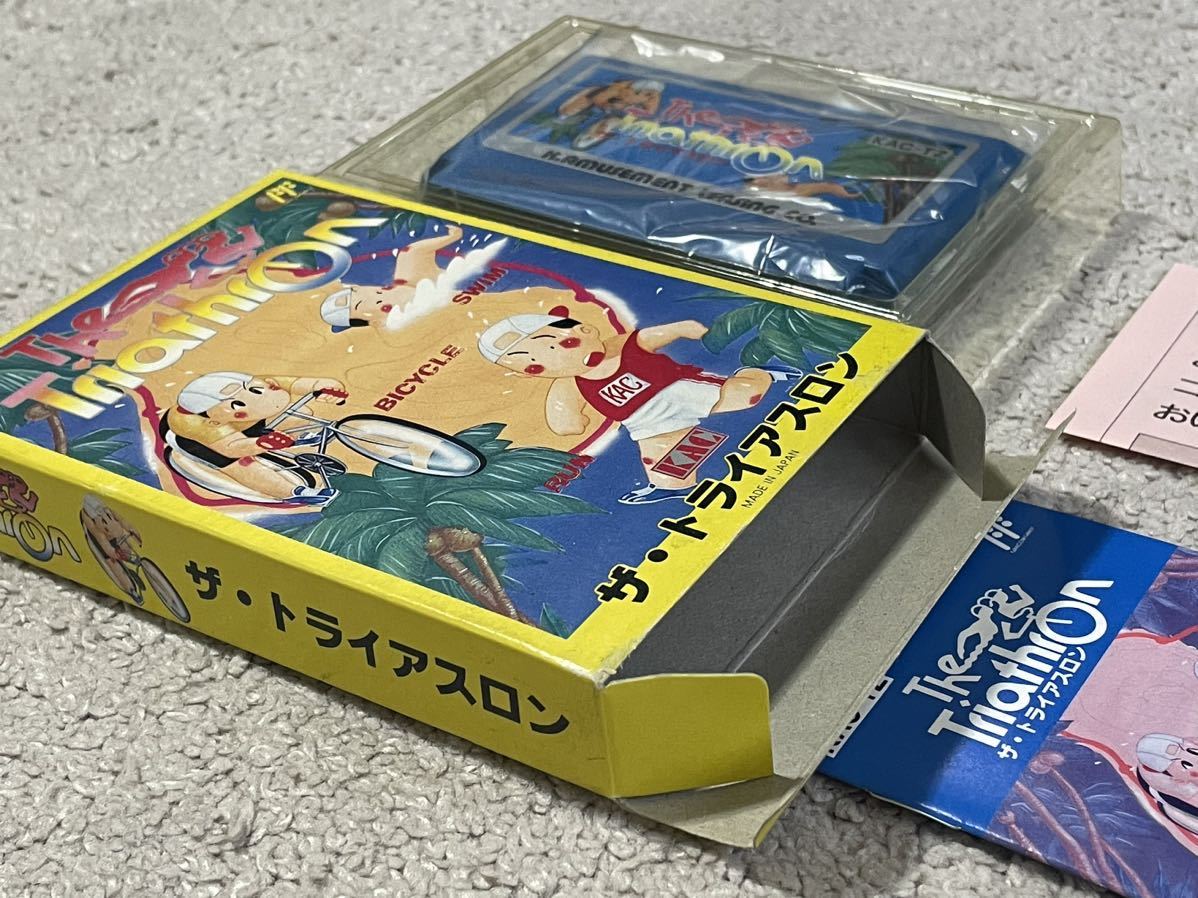 The
Triathron
KAC-T2
K.AMUSEMENT LEASING CO.
The
Triathron
SWIM
BICYCLE
RUN
KAC
KAC
ザ・トライアスロン
MADE IN JAPAN
ザ・トライアスロン
The
Triathron
ザ・トライアスロン